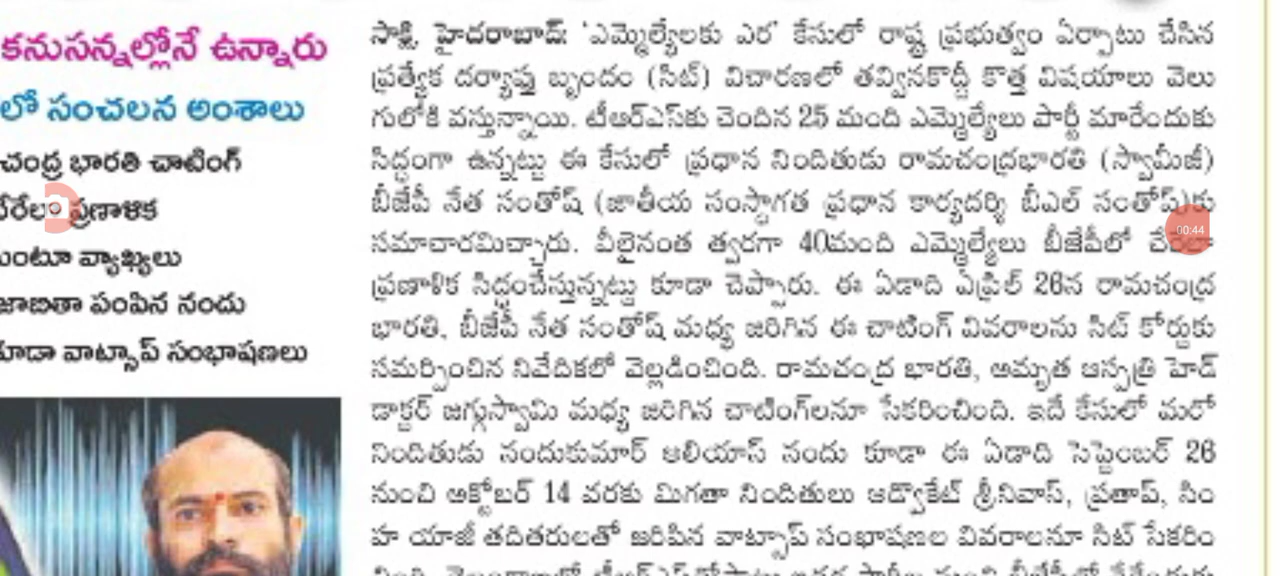 కనుసన్నల్లోనే ఉన్నారు
లో సంచలన అంశాలు
చంద్ర భారతి చాటింగ్
ప్రణాళిక
వ్యాఖ్యలు
జాబితా పంపిన నందు
కూడా వాట్సాప్ సంభాషణలు
సాక్షి, హైదరాబాద్: 'ఎమ్మెల్యేలకు ఎర' కేసులో రాష్ట్ర ప్రభుత్వం ఏర్పాటు చేసిన
ప్రత్యేక దర్యాప్తు బృందం (సిట్) విచారణలో తవ్వినకొద్దీ కొత్త విషయాలు వెలు
గులోకి వస్తున్నాయి. టీఆర్ఎస్‌కు చెందిన 25 మంది ఎమ్మెల్యేలు పార్టీ మారేందుకు
సిద్ధంగా ఉన్నట్టు ఈ కేసులో ప్రధాన నిందితుడు రామచంద్రభారతి (స్వామీజీ)
బీజేపీ నేత సంతోష్ (జాతీయ సంస్థాగత ప్రధాన కార్యదర్శి బీఎల్ సంతోష్)కు
సమాచారమిచ్చారు. వీలైనంత త్వరగా 40మంది ఎమ్మెల్యేలు బీజేపీలో చేరేలా
00:44
ప్రణాళిక సిద్ధంచేస్తున్నట్టు కూడా చెప్పారు. ఈ ఏడాది ఏప్రిల్ 26న రామచంద్ర
భారతి, బీజేపీ నేత సంతోష్ మధ్య జరిగిన ఈ చాటింగ్ వివరాలను సిట్ కోర్టుకు
సమర్పించిన నివేదికలో వెల్లడించింది. రామచంద్ర భారతి, అమృత ఆస్పత్రి హెడ్
డాక్టర్ జగ్గుస్వామి మధ్య జరిగిన చాటింగ్‌లనూ సేకరించింది. ఇదే కేసులో మరో
నిందితుడు నందుకుమార్ అలియాస్ నందు కూడా ఈ ఏడాది సెప్టెంబర్ 26
నుంచి అక్టోబర్ 14 వరకు మిగతా నిందితులు ఆడ్వొకేట్ శ్రీనివాస్, ప్రతాప్, సిం
హ యాజీ తదితరులతో జరిపిన వాట్సాప్ సంభాషణల వివరాలనూ సిట్ సేకరిం